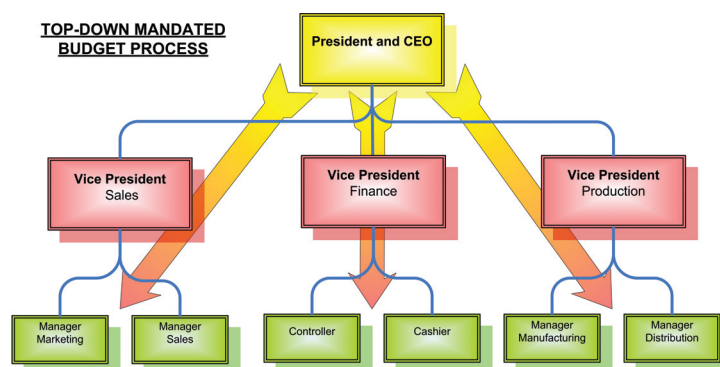 TOP-DOWN MANDATED
BUDGET PROCESS
President and CEO
Vice President
Sales
Vice President
Finance
Vice President
Production
Manager
Marketing
Manager
Sales
Controller
Cashier
Manager
Manufacturing
Manager
Distribution